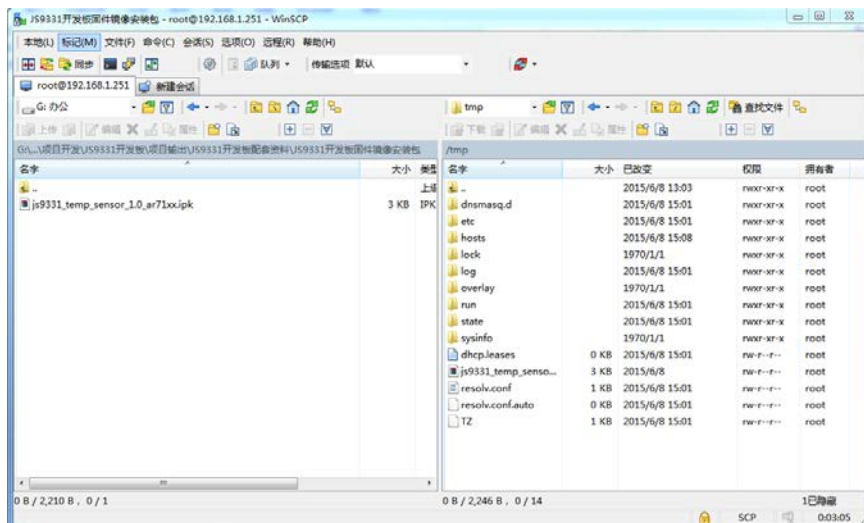 JS9331开发板固件镜像安装包 - root@192.168.1.251 - WinSCP
本地(L) 标记(M) 文件(F) 命令(C) 会话(S) 选项(O) 远程(R) 帮助(H)
同步 队列 传输选项 默认
root@192.168.1.251 新建会话
G: 办公 tmp 查找文件
上传 编辑 属性 下载 编辑 属性
G:\...\项目开发\JS9331开发板\项目输出\JS9331开发板配套资料\JS9331开发板固件镜像安装包 /tmp
名字 大小 类型 名字 大小 已改变 权限 拥有者
.. 上级 .. 2015/6/8 13:03 rwxr-xr-x root
js9331_temp_sensor_1.0_ar71xx.ipk 3 KB IPK dnsmasq.d 2015/6/8 15:01 rwxr-xr-x root
etc 2015/6/8 15:01 rwxr-xr-x root
hosts 2015/6/8 15:08 rwxr-xr-x root
lock 1970/1/1 rwxr-xr-x root
log 2015/6/8 15:01 rwxr-xr-x root
overlay 1970/1/1 rwxr-xr-x root
run 2015/6/8 15:01 rwxr-xr-x root
state 2015/6/8 15:01 rwxr-xr-x root
sysinfo 1970/1/1 rwxr-xr-x root
dhcp.leases 0 KB 2015/6/8 15:01 rw-r--r-- root
js9331_temp_senso... 3 KB 2015/6/8 rw-r--r-- root
resolv.conf 1 KB 2015/6/8 15:01 rw-r--r-- root
resolv.conf.auto 0 KB 2015/6/8 15:01 rw-r--r-- root
TZ 1 KB 2015/6/8 15:01 rw-r--r-- root
0 B / 2,210 B, 0 / 1 0 B / 2,246 B, 0 / 14 1已隐藏
SCP 0:03:05